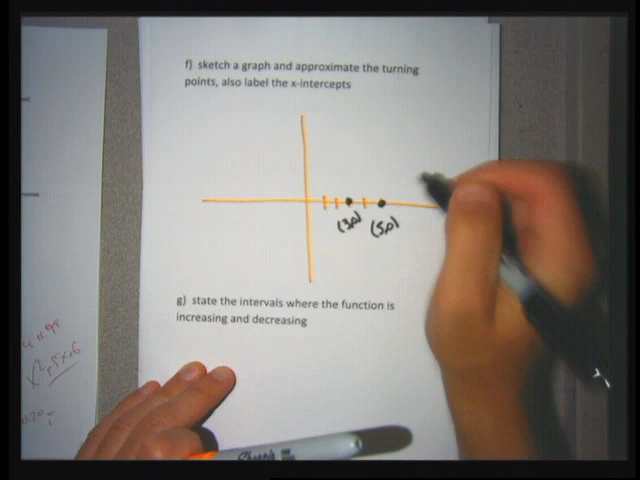 f) sketch a graph and approximate the turning
points, also label the x-intercepts
(3,0) (5,0)
g) state the intervals where the function is
increasing and decreasing
Sharpie